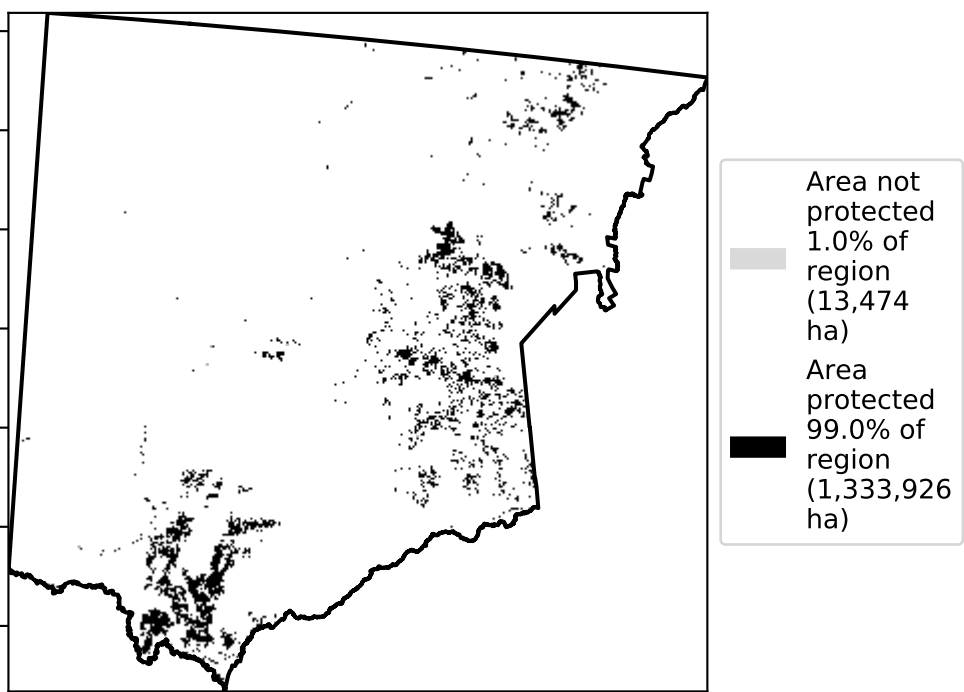 Area not
protected
1.0% of
region
(13,474
ha)
Area
protected
99.0% of
region
(1,333,926
ha)